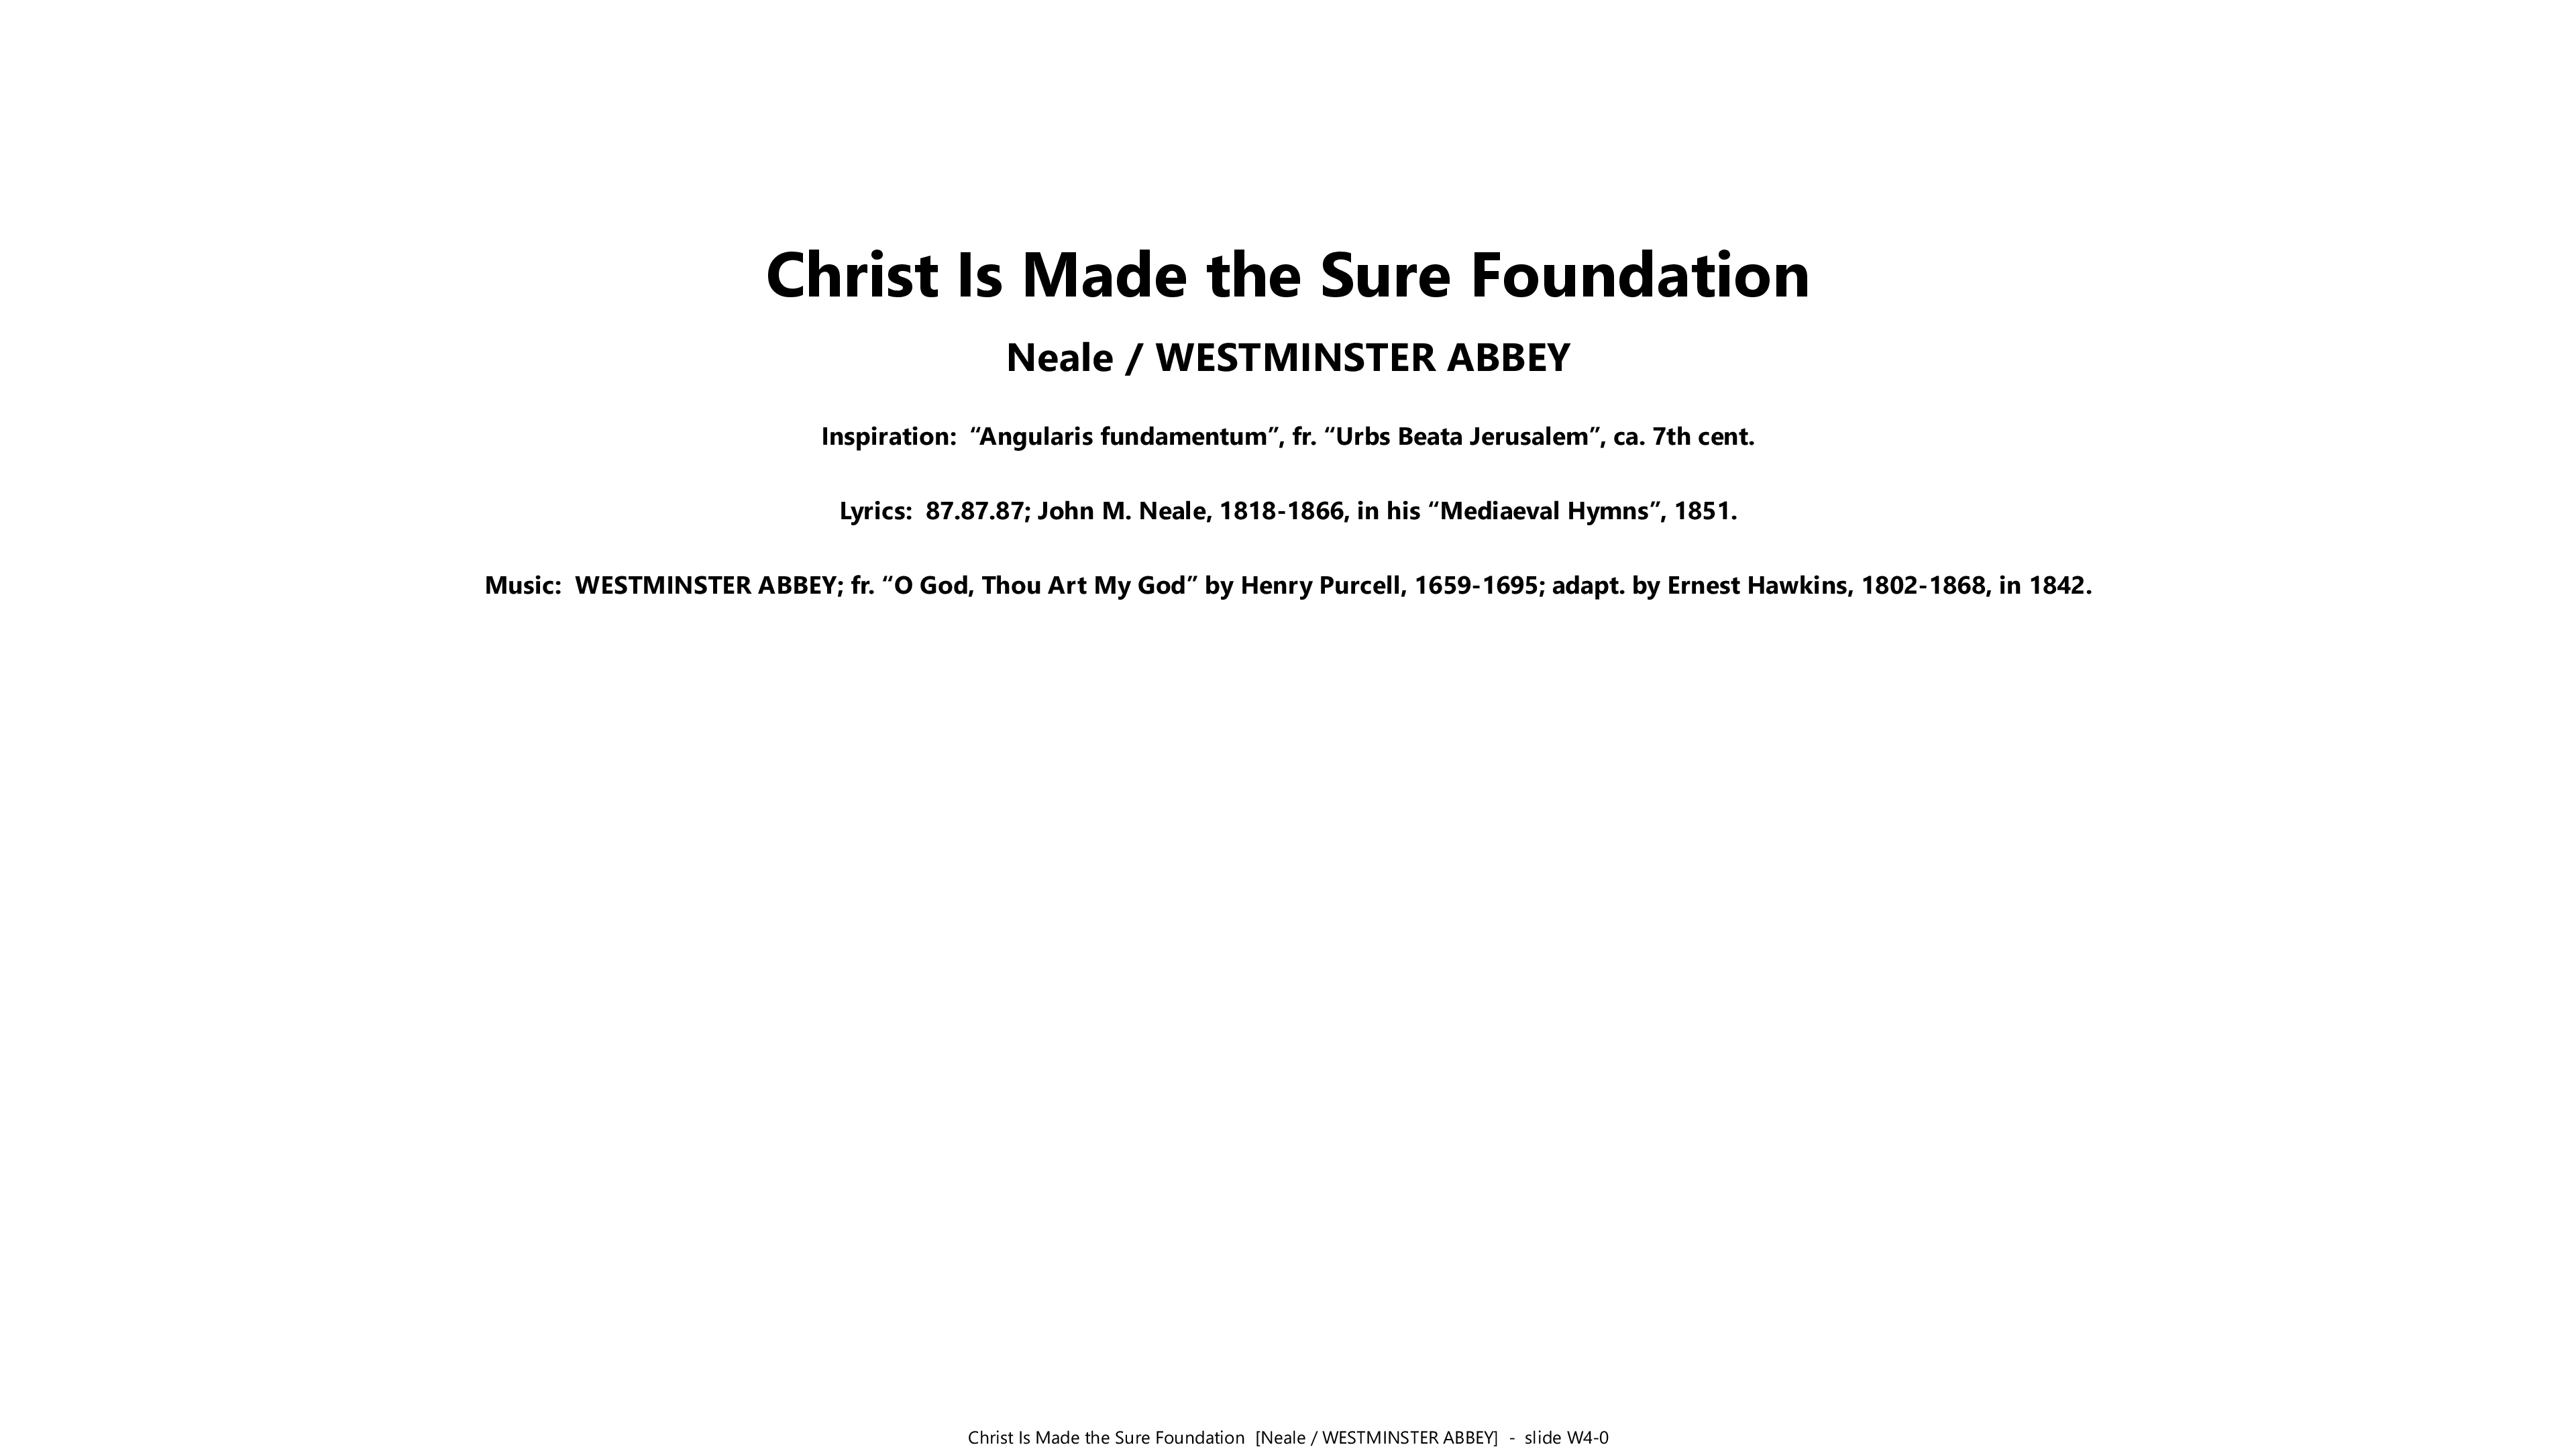 Christ Is Made the Sure Foundation
Neale / WESTMINSTER ABBEY
Inspiration:  “Angularis fundamentum”, fr. “Urbs Beata Jerusalem”, ca. 7th cent.
Lyrics:  87.87.87; John M. Neale, 1818-1866, in his “Mediaeval Hymns”, 1851.
Music:  WESTMINSTER ABBEY; fr. “O God, Thou Art My God” by Henry Purcell, 1659-1695; adapt. by Ernest Hawkins, 1802-1868, in 1842.
Christ Is Made the Sure Foundation  [Neale / WESTMINSTER ABBEY]  -  slide W4-0